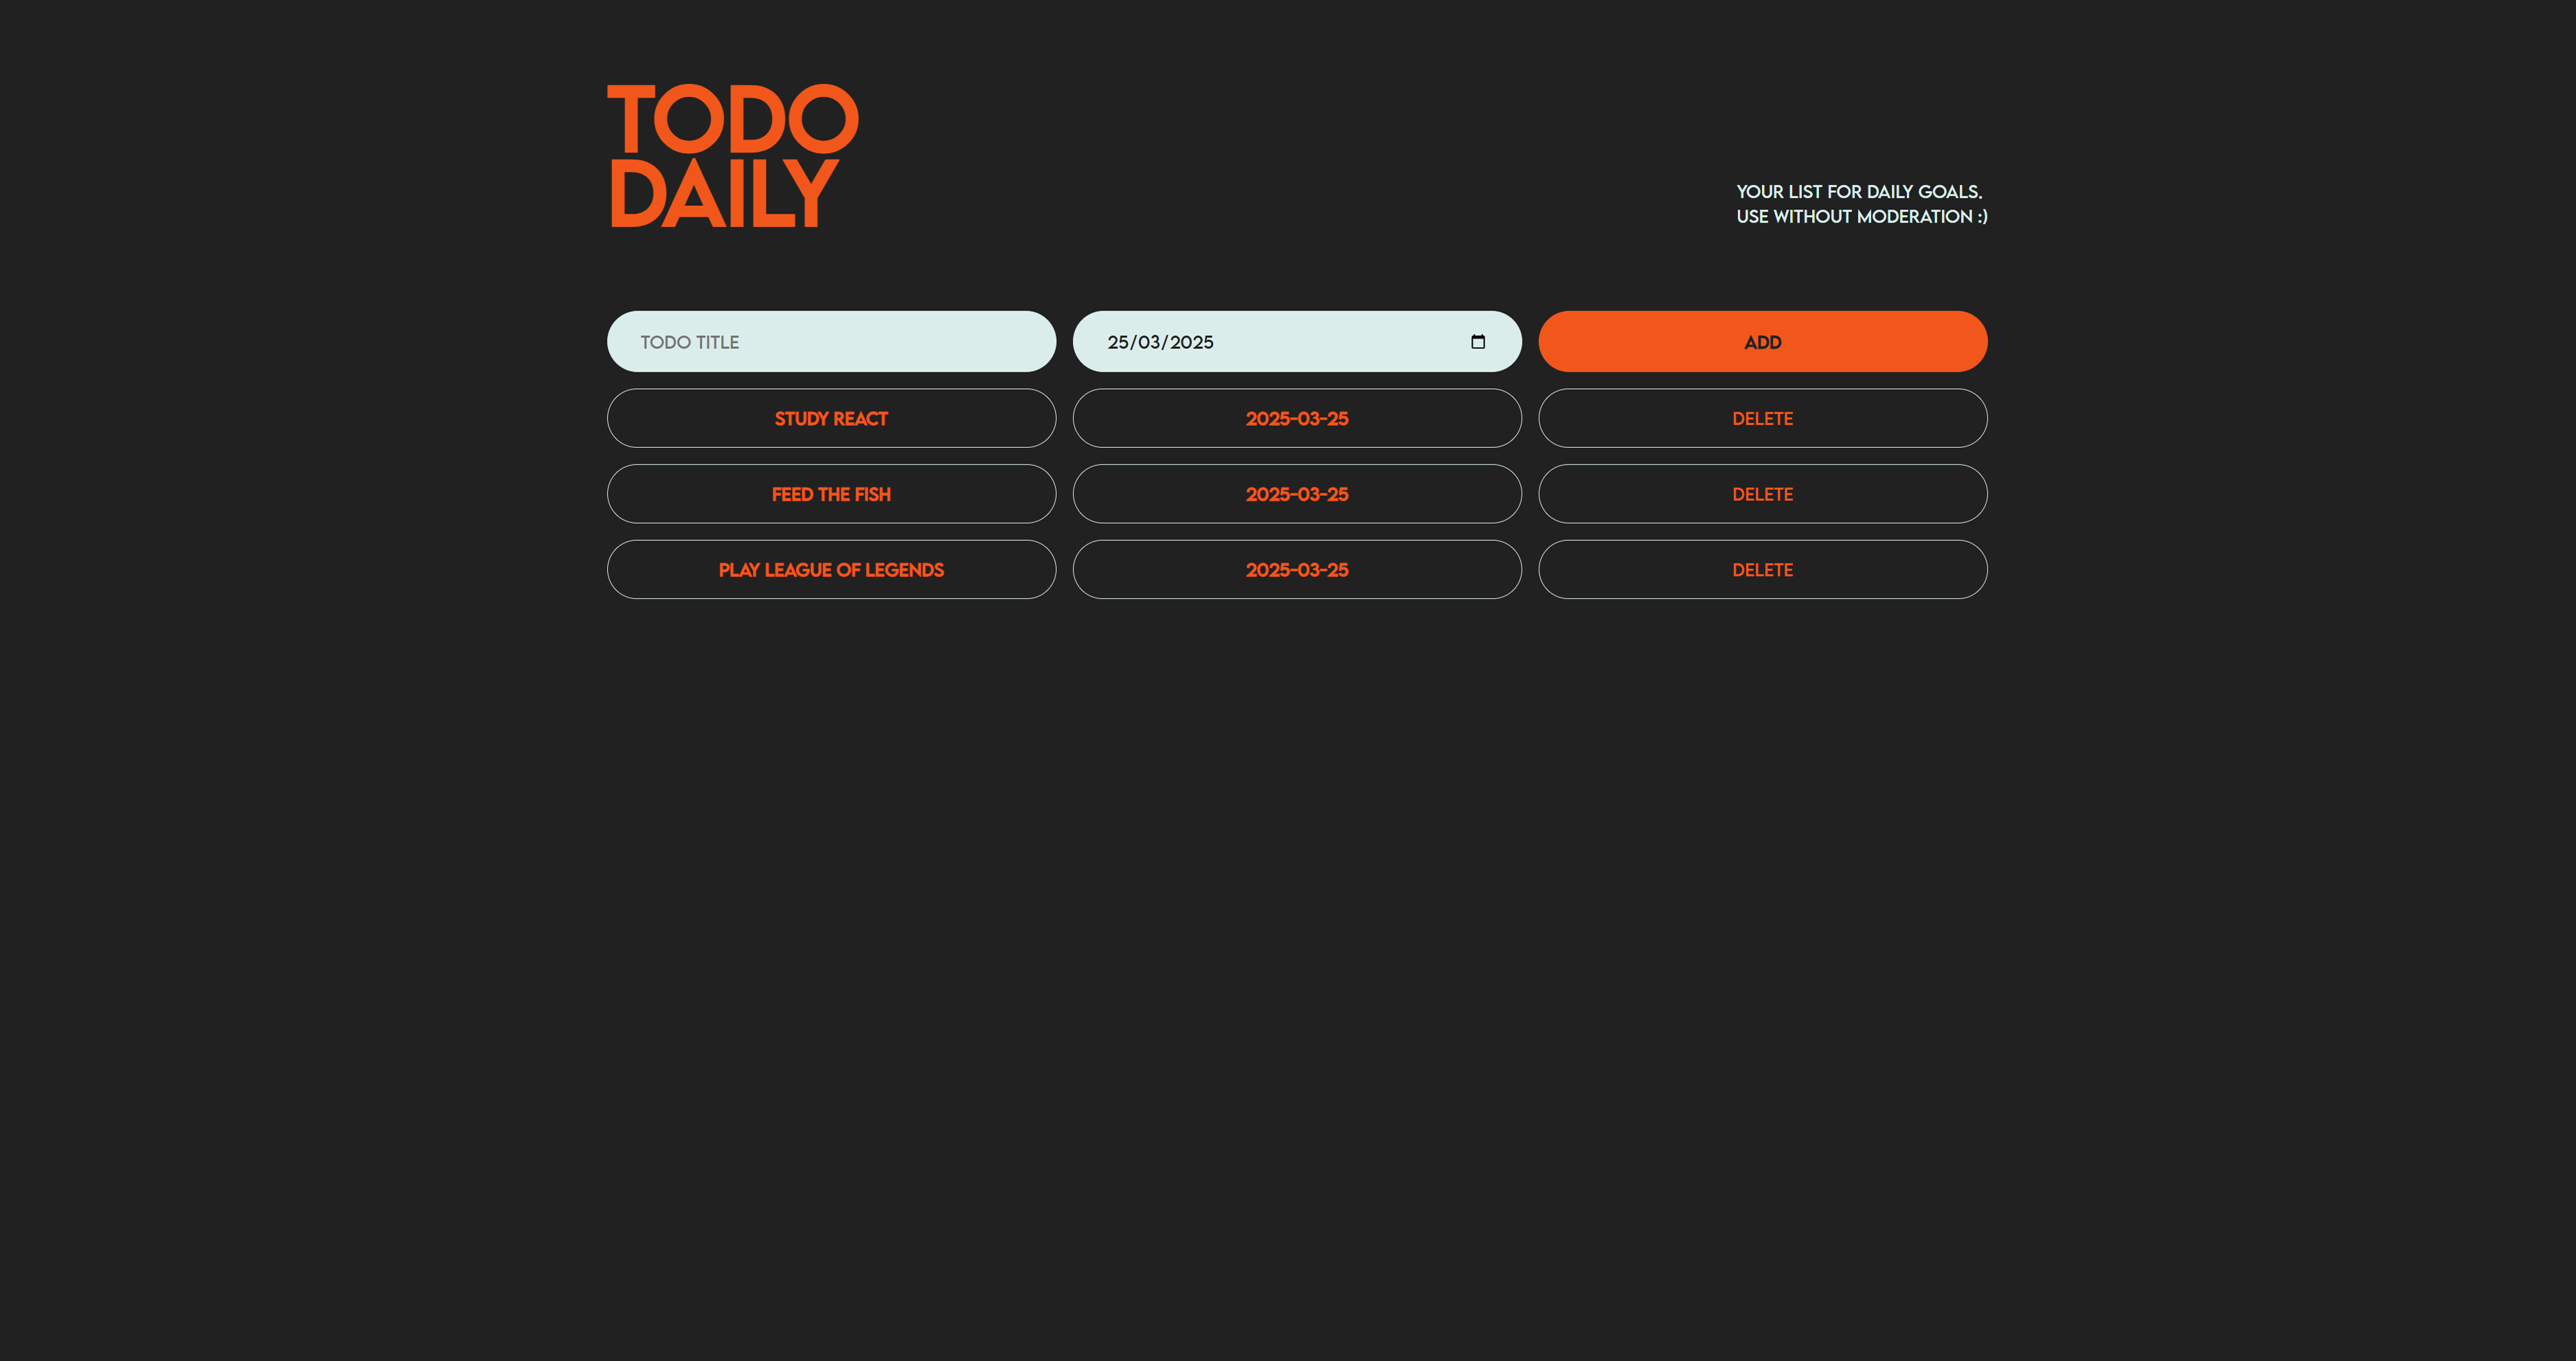 TODO
DAILY
YOUR LIST FOR DAILY GOALS.
USE WITHOUT MODERATION :)
TODO TITLE
25/03/2025
ADD
STUDY REACT
2025-03-25
DELETE
FEED THE FISH
2025-03-25
DELETE
PLAY LEAGUE OF LEGENDS
2025-03-25
DELETE